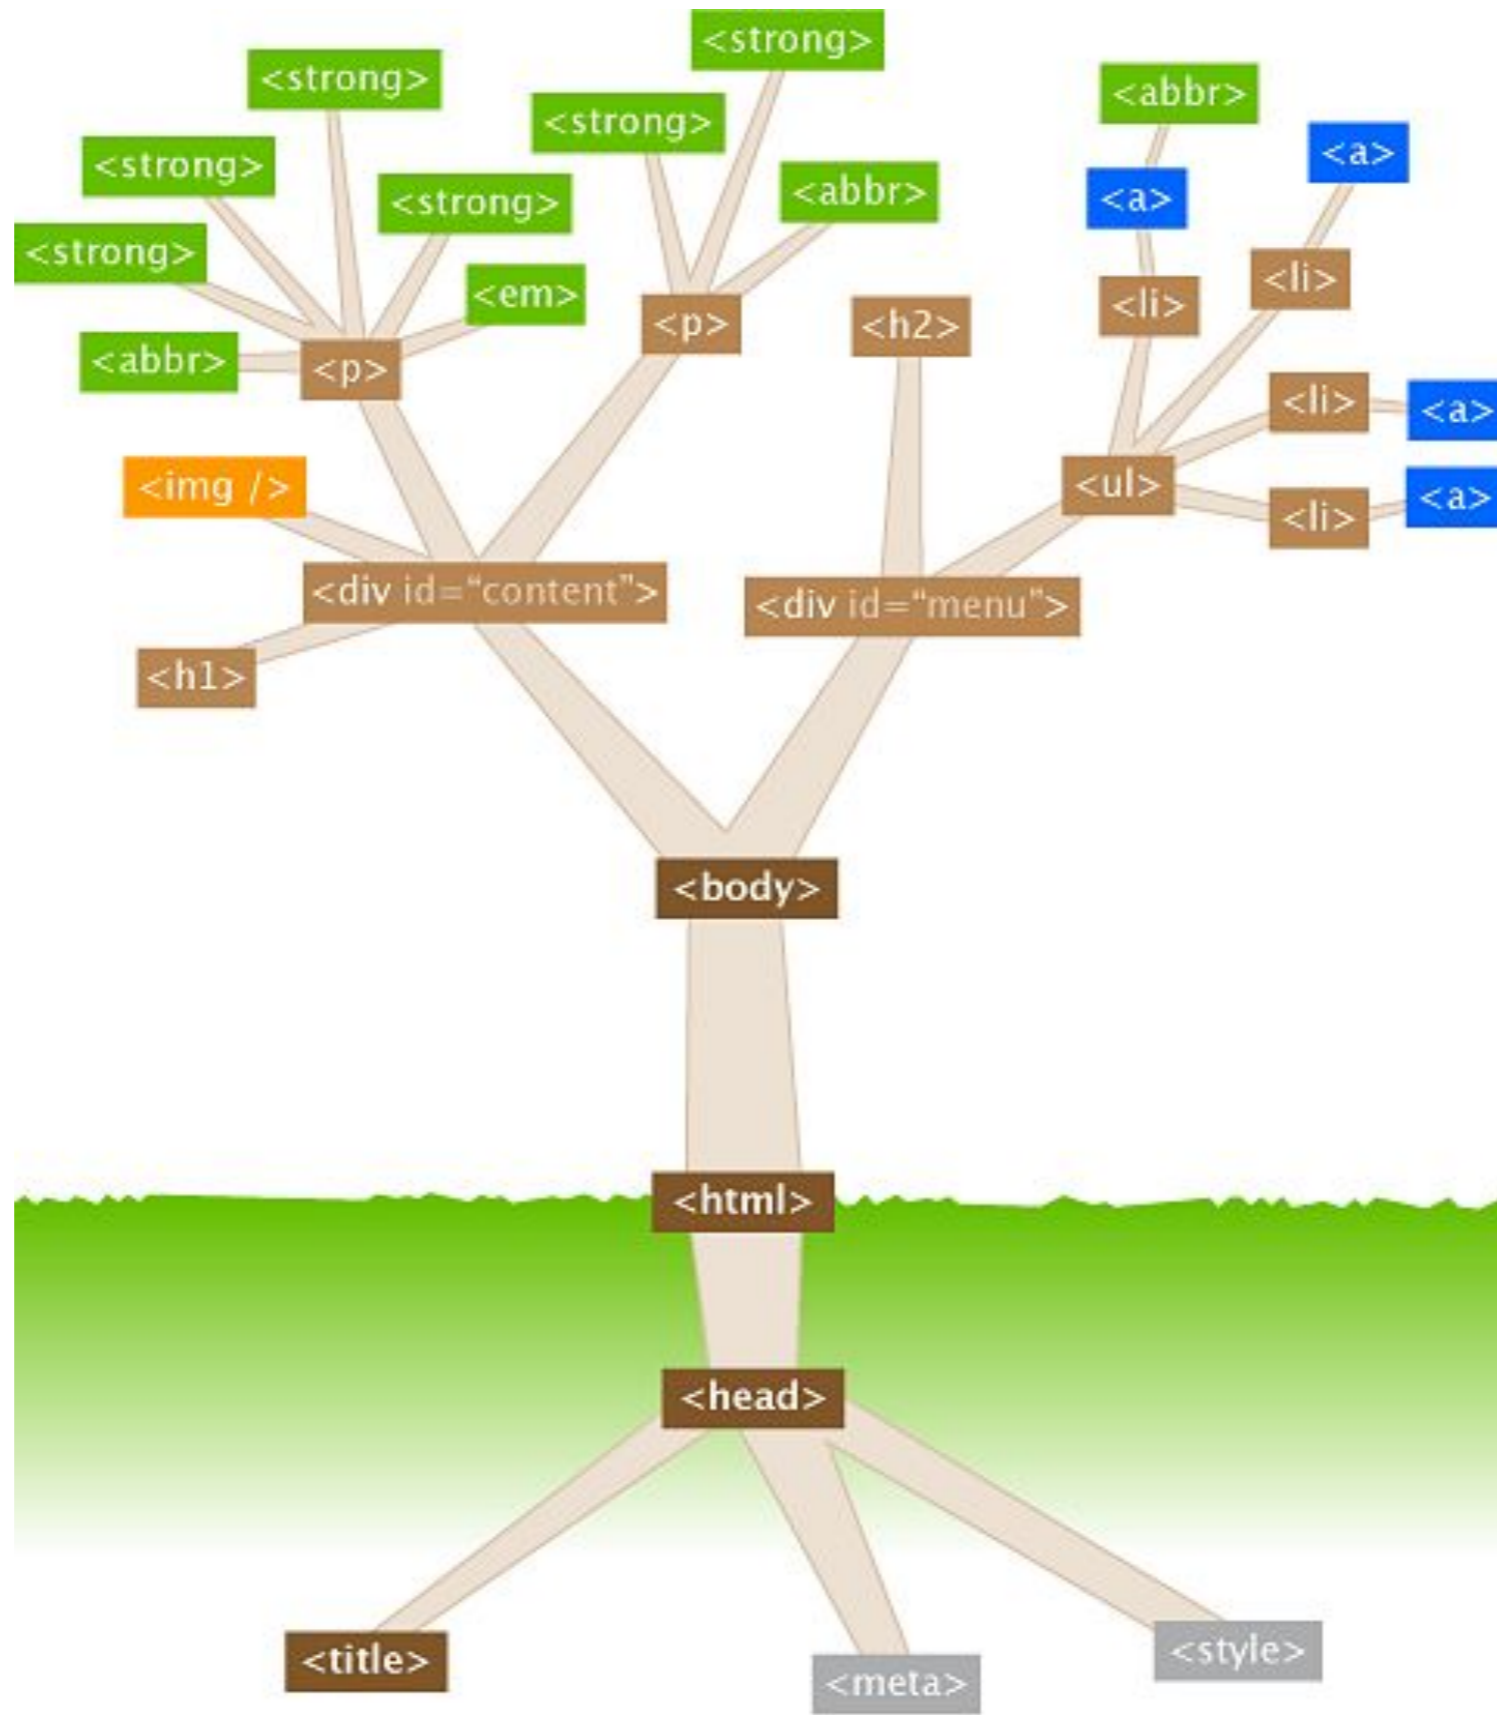 <strong>
<strong>
<abbr>
<strong>
<a>
<strong>
<abbr>
<a>
<strong>
<strong>
<strong>
<li>
<em>
<li>
<p>
<h2>
<abbr>
<p>
<li>
<a>
<img />
<ul>
<a>
<li>
<div id=“content”>
<div id=“menu”>
<h1>
<body>
<html>
<head>
<title>
<style>
<meta>